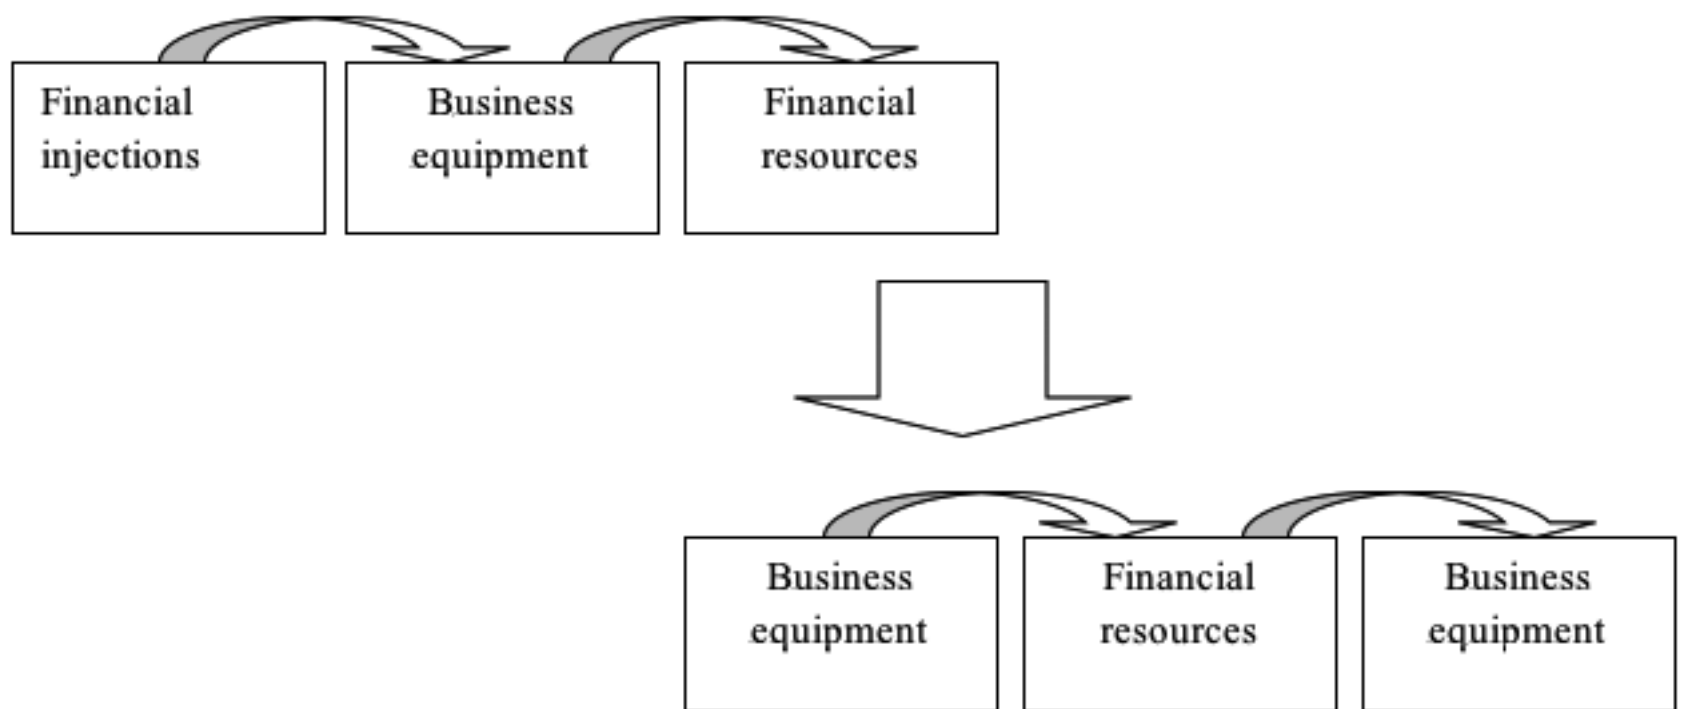 Financial
injections
Business
equipment
Financial
resources
Business
equipment
Financial
resources
Business
equipment